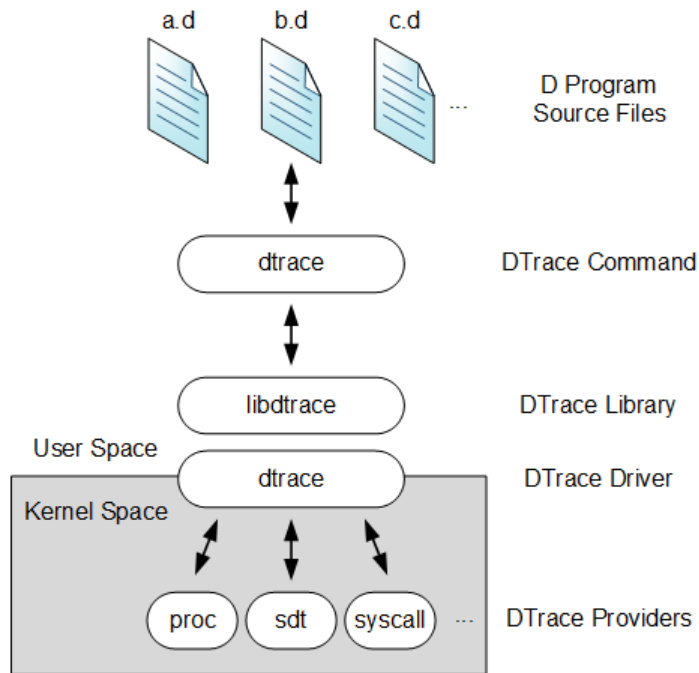 a.d
b.d
c.d
...
D Program
Source Files
dtrace
DTrace Command
libdtrace
DTrace Library
User Space
dtrace
DTrace Driver
Kernel Space
proc
sdt
syscall
...
DTrace Providers